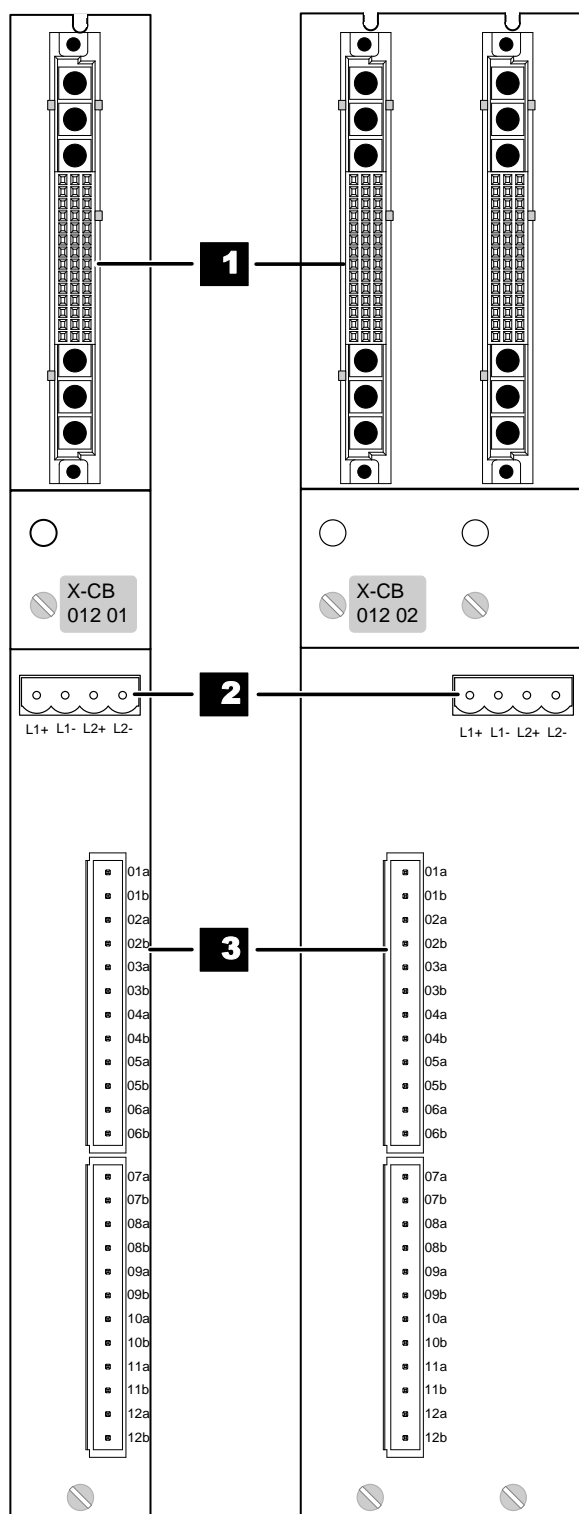 1
X-CB
012 01
X-CB
012 02
2
L1+ L1- L2+ L2-
L1+ L1- L2+ L2-
3
01a
01b
02a
02b
03a
03b
04a
04b
05a
05b
06a
06b
07a
07b
08a
08b
09a
09b
10a
10b
11a
11b
12a
12b
01a
01b
02a
02b
03a
03b
04a
04b
05a
05b
06a
06b
07a
07b
08a
08b
09a
09b
10a
10b
11a
11b
12a
12b